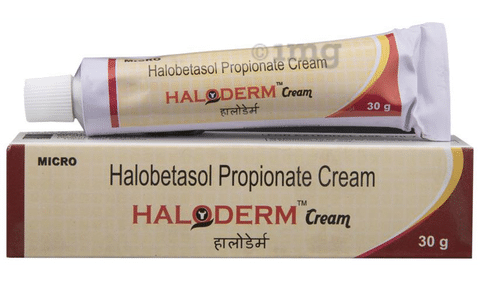 1mg
Halobetasol Propionate Cream
HALODERM™ Cream
हालोडेर्म
30 g
MICRO
Halobetasol Propionate Cream
HALODERM™ Cream
हालोडेर्म
30 g